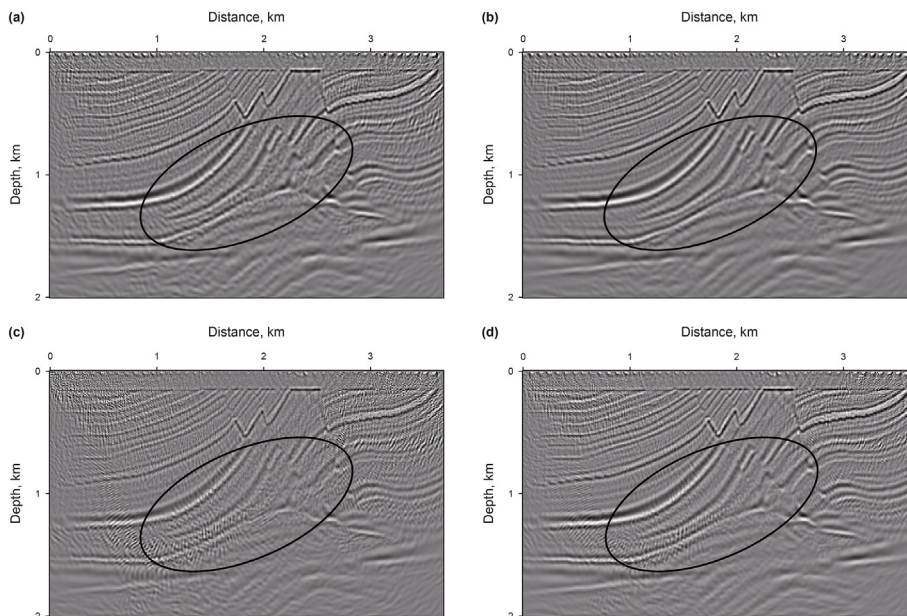 (a)
Distance, km
0 1 2 3
Depth, km
0
1
2
(b)
Distance, km
0 1 2 3
Depth, km
0
1
2
(c)
Distance, km
0 1 2 3
Depth, km
0
1
2
(d)
Distance, km
0 1 2 3
Depth, km
0
1
2